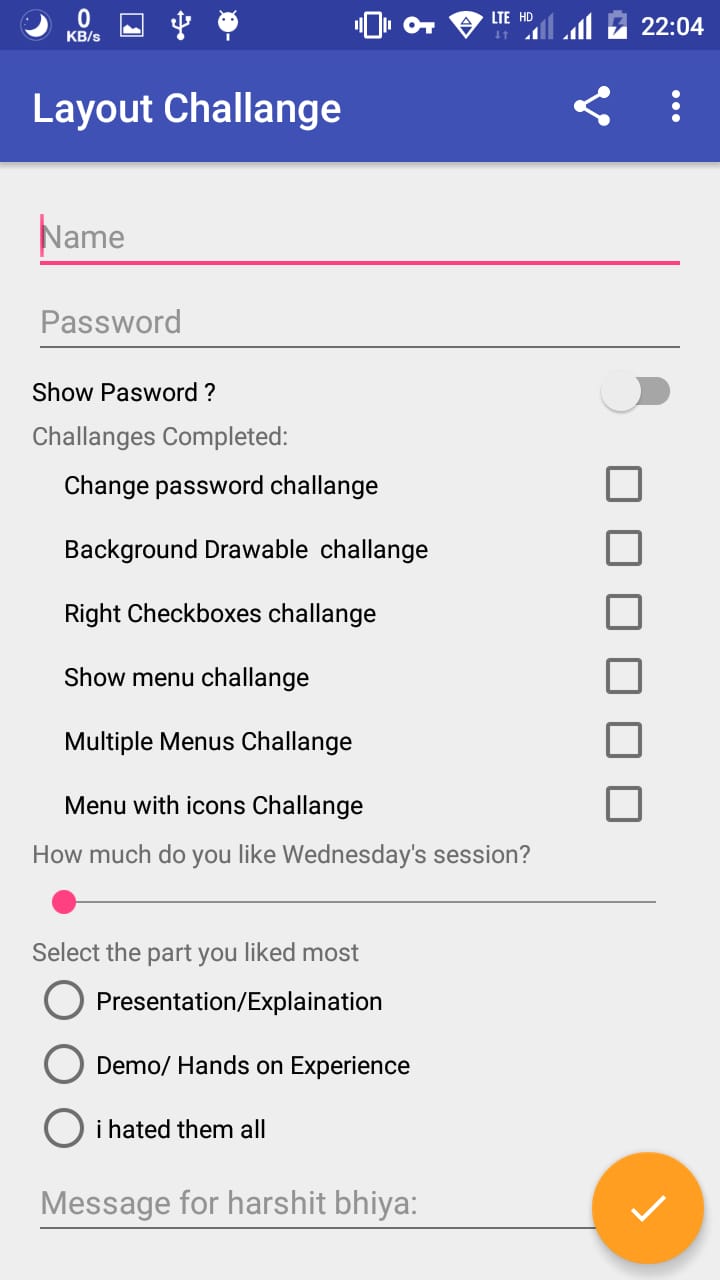 0
KB/s
LTE HD
22:04
Layout Challange
Name
Password
Show Pasword ?
Challanges Completed:
Change password challange
Background Drawable  challange
Right Checkboxes challange
Show menu challange
Multiple Menus Challange
Menu with icons Challange
How much do you like Wednesday's session?
Select the part you liked most
Presentation/Explaination
Demo/ Hands on Experience
i hated them all
Message for harshit bhiya: